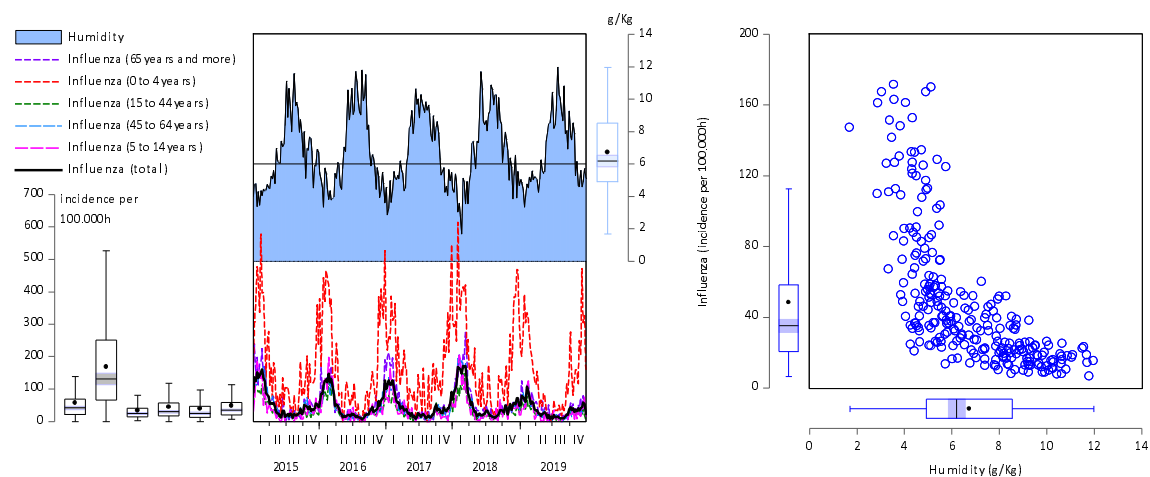 g/Kg
Humidity
Influenza (65 years and more)
Influenza (0 to 4 years)
Influenza (15 to 44 years)
Influenza (45 to 64 years)
Influenza (5 to 14 years)
Influenza (total)
incidence per
100.000h
700
600
500
400
300
200
100
0
14
12
10
8
6
4
2
0
I II III IV I II III IV I II III IV I II III IV I II III IV
2015 2016 2017 2018 2019
Influenza (incidence per 100,000h)
200
160
120
80
40
0
0 2 4 6 8 10 12 14
Humidity (g/Kg)